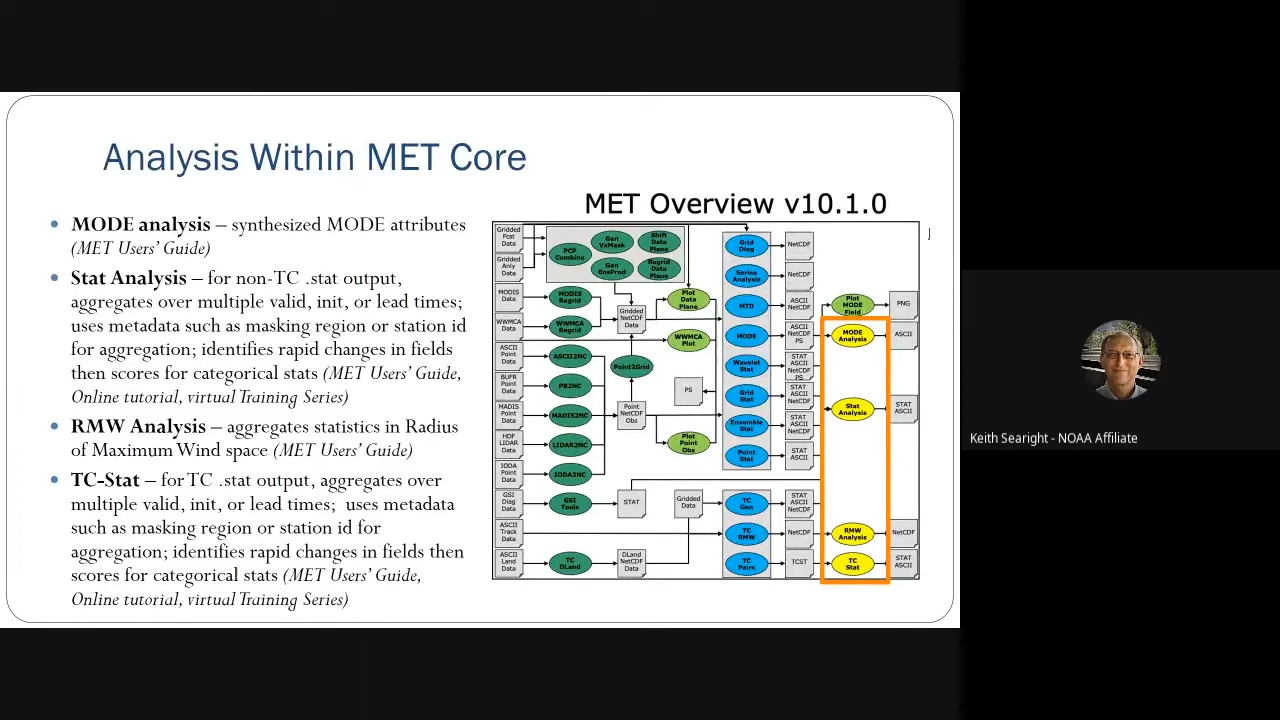 Analysis Within MET Core
• MODE analysis – synthesized MODE attributes
(MET Users' Guide)
• Stat Analysis – for non-TC .stat output,
aggregates over multiple valid, init, or lead times;
uses metadata such as masking region or station id
for aggregation; identifies rapid changes in fields
then scores for categorical stats (MET Users' Guide,
Online tutorial, virtual Training Series)
• RMW Analysis – aggregates statistics in Radius
of Maximum Wind space (MET Users' Guide)
• TC-Stat – for TC .stat output, aggregates over
multiple valid, init, or lead times; uses metadata
such as masking region or station id for
aggregation; identifies rapid changes in fields then
scores for categorical stats (MET Users' Guide,
Online tutorial, virtual Training Series)
MET Overview v10.1.0
Gridded
Fcst
Data
Gridded
Anly
Data
MODIS
Data
WWMCA
Data
ASCII
Point
Data
BUFR
Point
Data
MADIS
Point
Data
HDF
LIDAR
Data
IODA
Point
Data
GSI
Diag
Data
ASCII
Track
Data
ASCII
Land
Data
PCP
Combine
Gen
VxMask
Shift
Data
Plane
Gen
EnsProd
Regrid
Data
Plane
MODIS
Regrid
WWMCA
Regrid
ASCII2NC
PB2NC
MADIS2NC
LIDAR2NC
IODA2NC
GSI
Tools
TC
DLand
Gridded
NetCDF
Data
Point2Grid
Point
NetCDF
Obs
STAT
DLand
NetCDF
Data
Plot
Data
Plane
WWMCA
Plot
PS
Plot
Point
Obs
Gridded
Data
Grid
Diag
Series
Analysis
MTD
MODE
Wavelet
Stat
Grid
Stat
Ensemble
Stat
Point
Stat
TC
Gen
TC
RMW
TC
Pairs
NetCDF
NetCDF
ASCII
NetCDF
ASCII
NetCDF
PS
STAT
ASCII
NetCDF
PS
STAT
ASCII
NetCDF
STAT
ASCII
NetCDF
STAT
ASCII
STAT
ASCII
NetCDF
NetCDF
TCST
Plot
MODE
Field
MODE
Analysis
Stat
Analysis
RMW
Analysis
TC
Stat
PNG
ASCII
STAT
ASCII
NetCDF
STAT
ASCII
Keith Searight - NOAA Affiliate